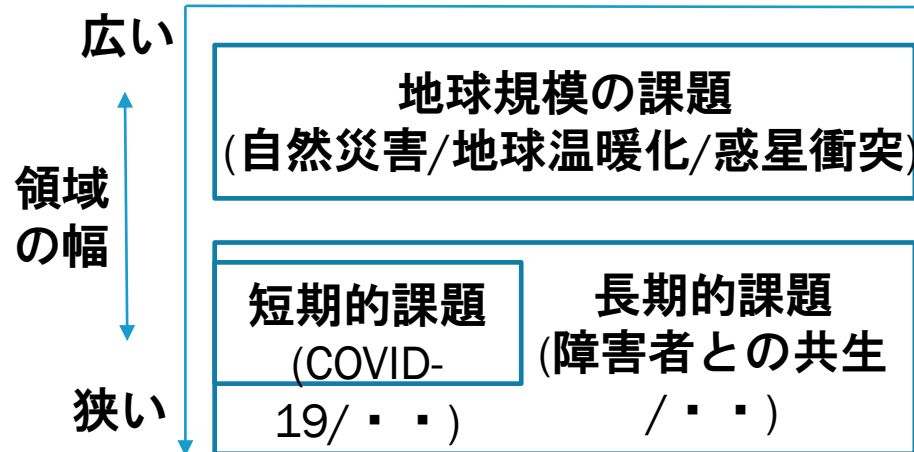 広い
地球規模の課題
(自然災害/地球温暖化/惑星衝突)
領域
の幅
短期的課題
(COVID-
19/・・)
長期的課題
(障害者との共生
/・・)
狭い